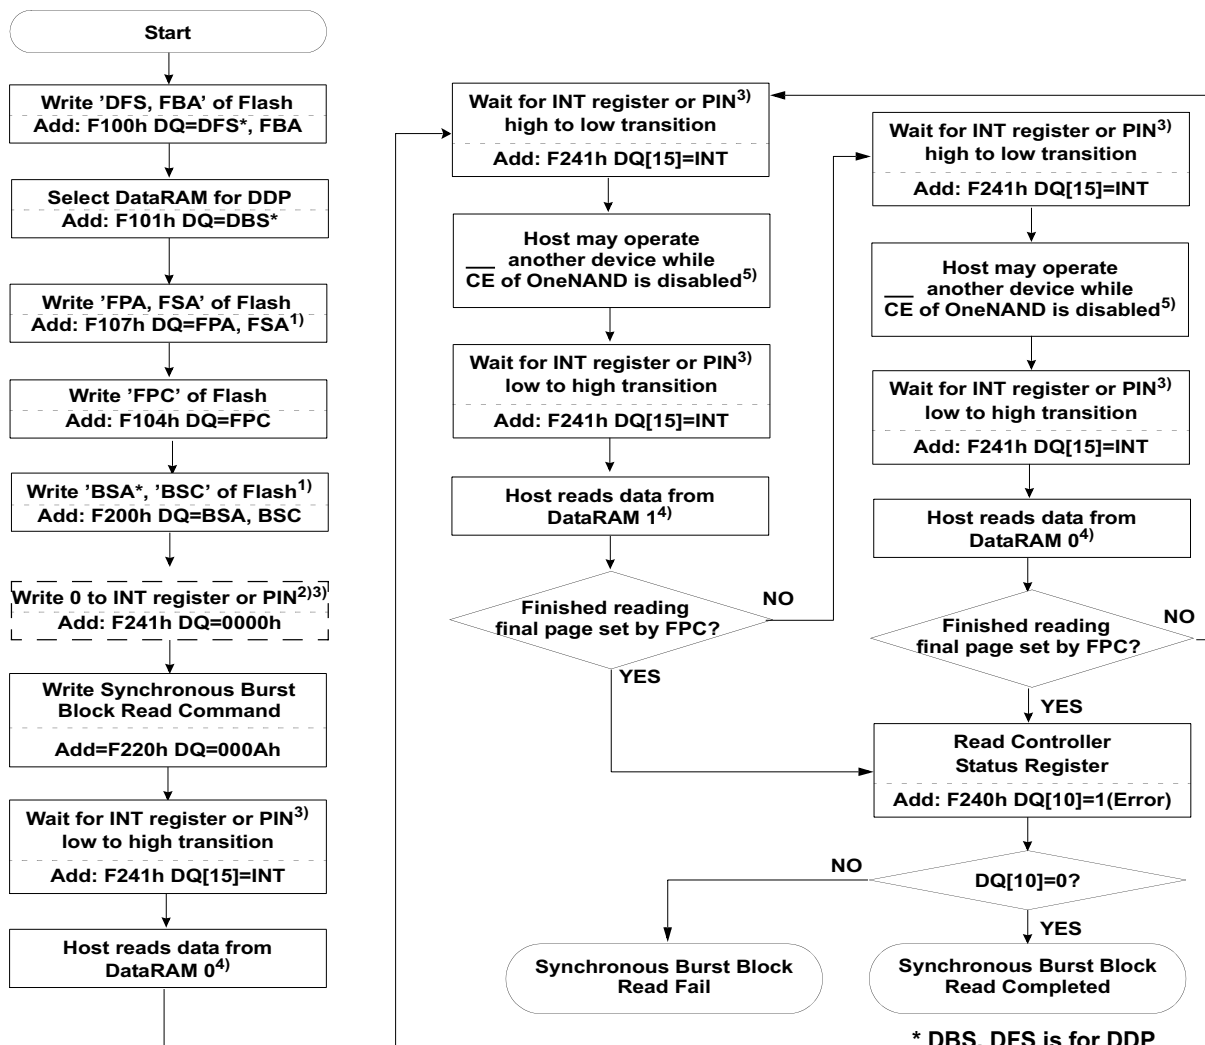 Start
Write ’DFS, FBA’ of Flash
Add: F100h DQ=DFS*, FBA
Select DataRAM for DDP
Add: F101h DQ=DBS*
Write ’FPA, FSA’ of Flash
Add: F107h DQ=FPA, FSA1)
Write ’FPC’ of Flash
Add: F104h DQ=FPC
Write ’BSA*, ’BSC’ of Flash1)
Add: F200h DQ=BSA, BSC
Write 0 to INT register or PIN2)3)
Add: F241h DQ=0000h
Write Synchronous Burst
Block Read Command
Add=F220h DQ=000Ah
Wait for INT register or PIN3)
low to high transition
Add: F241h DQ[15]=INT
Host reads data from
DataRAM 04)
Wait for INT register or PIN3)
high to low transition
Add: F241h DQ[15]=INT
Host may operate
another device while
CE of OneNAND is disabled5)
Wait for INT register or PIN3)
low to high transition
Add: F241h DQ[15]=INT
Host reads data from
DataRAM 14)
Finished reading
final page set by FPC?
NO
YES
Wait for INT register or PIN3)
high to low transition
Add: F241h DQ[15]=INT
Host may operate
another device while
CE of OneNAND is disabled5)
Wait for INT register or PIN3)
low to high transition
Add: F241h DQ[15]=INT
Host reads data from
DataRAM 04)
Finished reading
final page set by FPC?
NO
YES
Read Controller
Status Register
Add: F240h DQ[10]=1(Error)
DQ[10]=0?
NO
YES
Synchronous Burst Block
Read Fail
Synchronous Burst Block
Read Completed
* DBS, DFS is for DDP